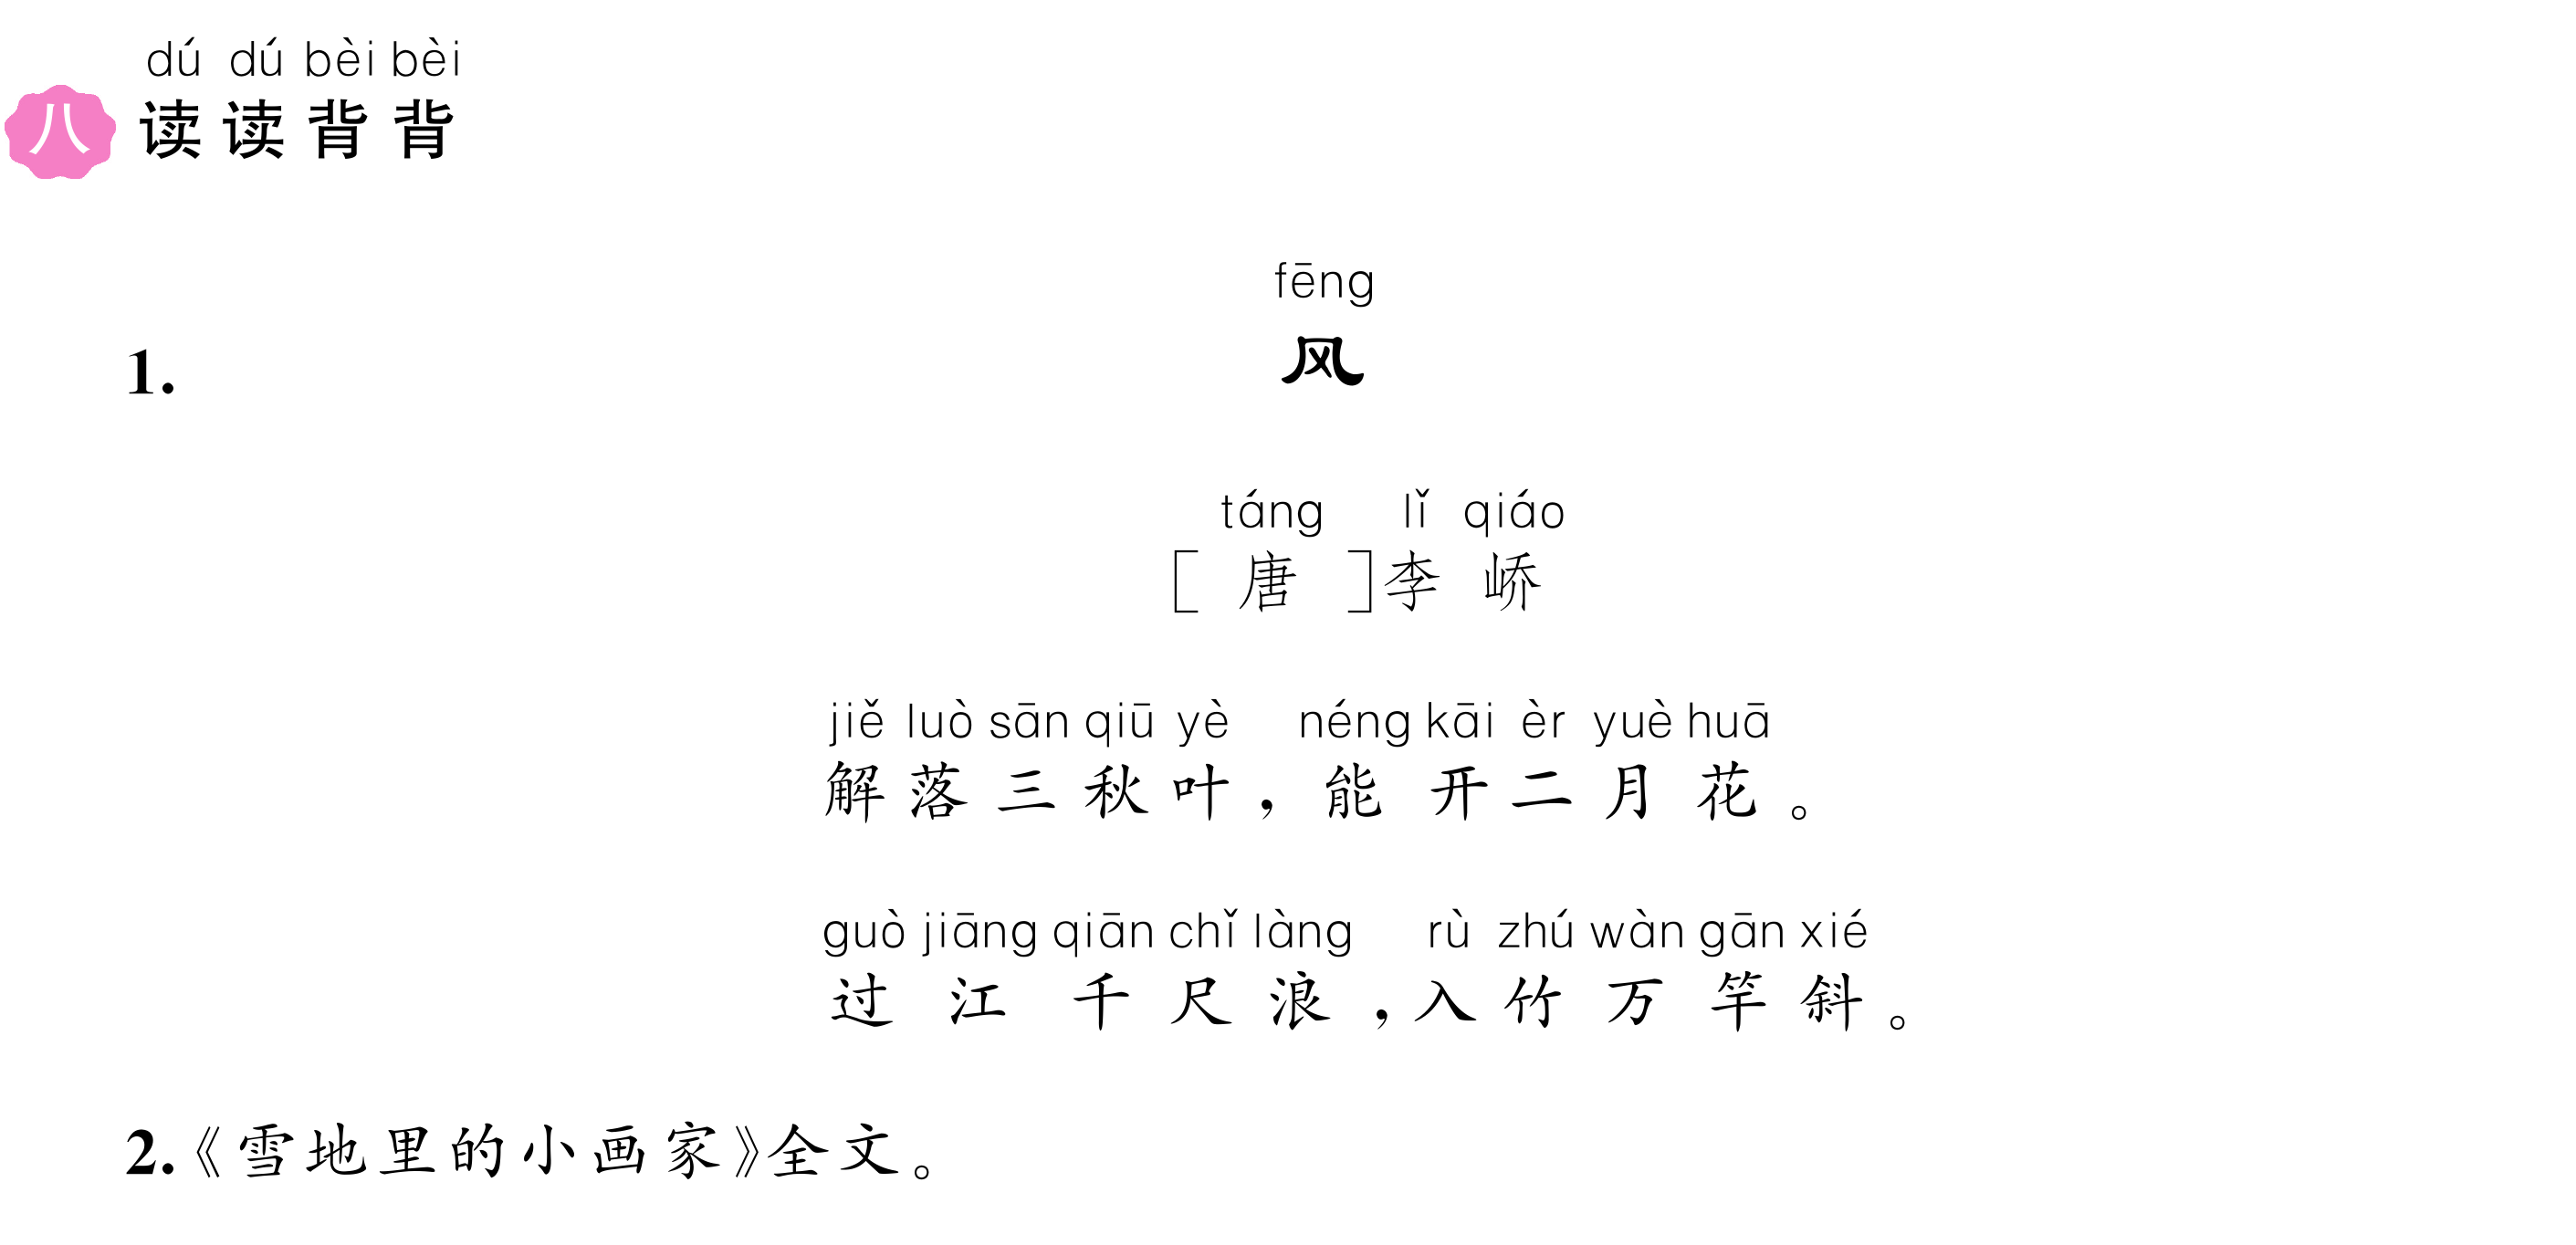 dú dú bèi bèi
八 读读背背
fēng
1. 风
táng lǐ qiáo
［唐］李峤
jiě luò sān qiū yè néng kāi èr yuè huā
解落三秋叶，能开二月花。
guò jiāng qiān chǐ làng rù zhú wàn gān xié
过江千尺浪，入竹万竿斜。
2.《雪地里的小画家》全文。